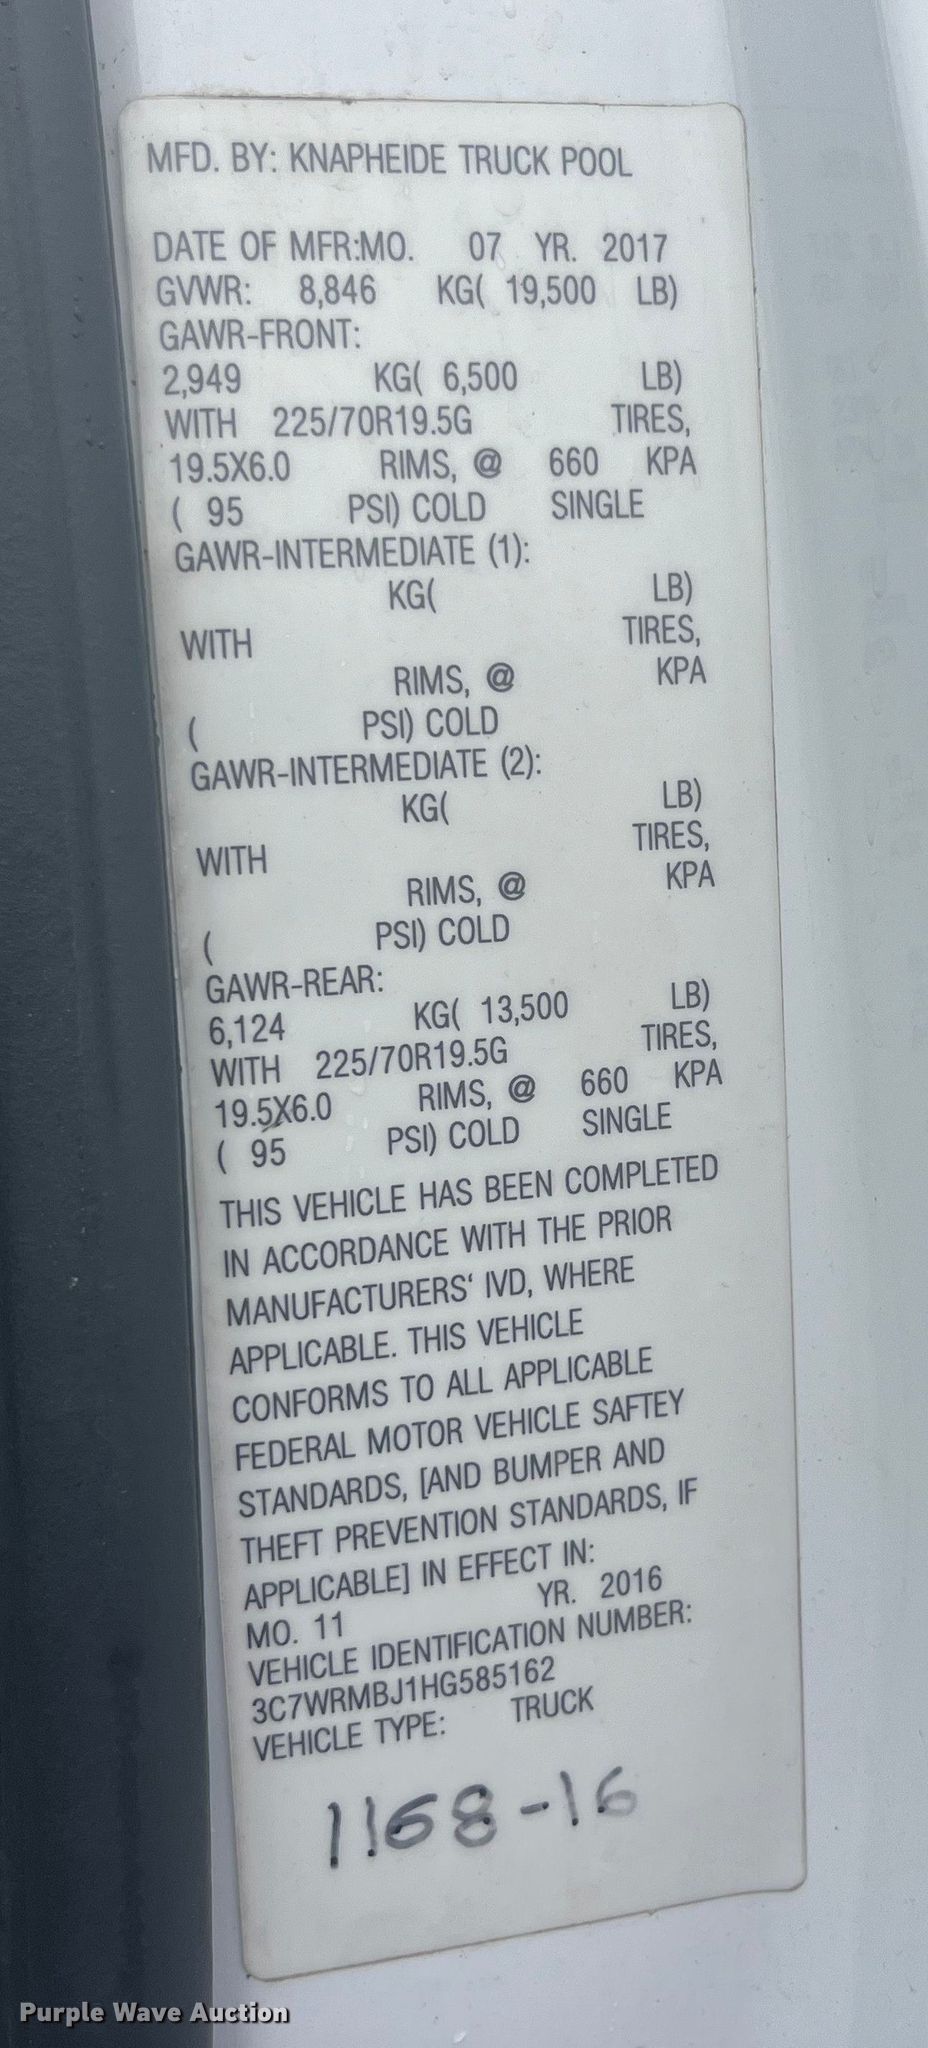 MFD. BY: KNAPHEIDE TRUCK POOL
DATE OF MFR:MO. 07 YR. 2017
GVWR: 8,846 KG( 19,500 LB)
GAWR-FRONT:
2,949 KG( 6,500 LB)
WITH 225/70R19.5G TIRES,
19.5X6.0 RIMS, @ 660 KPA
( 95 PSI) COLD SINGLE
GAWR-INTERMEDIATE (1):
KG( LB)
WITH TIRES,
RIMS, @ KPA
( PSI) COLD
GAWR-INTERMEDIATE (2):
KG( LB)
WITH TIRES,
RIMS, @ KPA
( PSI) COLD
GAWR-REAR:
6,124 KG( 13,500 LB)
WITH 225/70R19.5G TIRES,
19.5X6.0 RIMS, @ 660 KPA
( 95 PSI) COLD SINGLE
THIS VEHICLE HAS BEEN COMPLETED
IN ACCORDANCE WITH THE PRIOR
MANUFACTURERS‘ IVD, WHERE
APPLICABLE. THIS VEHICLE
CONFORMS TO ALL APPLICABLE
FEDERAL MOTOR VEHICLE SAFTEY
STANDARDS, [AND BUMPER AND
THEFT PREVENTION STANDARDS, IF
APPLICABLE] IN EFFECT IN:
MO. 11 YR. 2016
VEHICLE IDENTIFICATION NUMBER:
3C7WRMBJ1HG585162
VEHICLE TYPE: TRUCK
1168-16
Purple Wave Auction